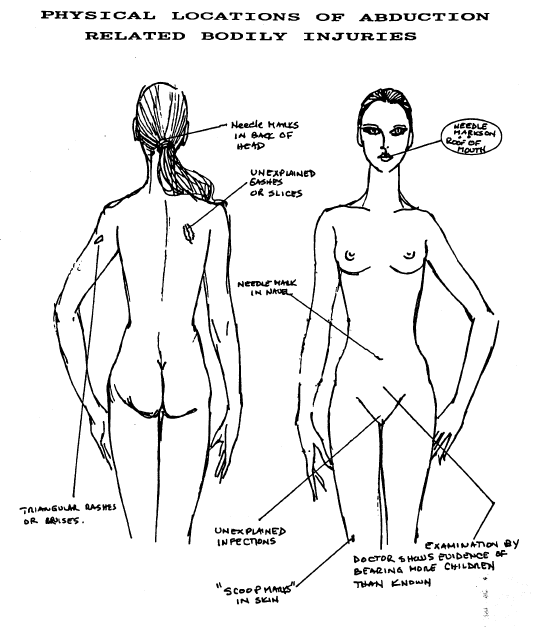 PHYSICAL LOCATIONS OF ABDUCTION
RELATED BODILY INJURIES
NEEDLE MARKS
IN BACK OF
HEAD
NEEDLE
MARKS ON
ROOF OF
MOUTH
UNEXPLAINED
GASHES
OR SLICES
NEEDLE MARK
IN NAVEL
TRIANGULAR RASHES
OR BRUISES.
UNEXPLAINED
INFECTIONS
EXAMINATION BY
DOCTOR SHOWS EVIDENCE OF
BEARING MORE CHILDREN
THAN KNOWN
"SCOOP MARKS"
IN SKIN